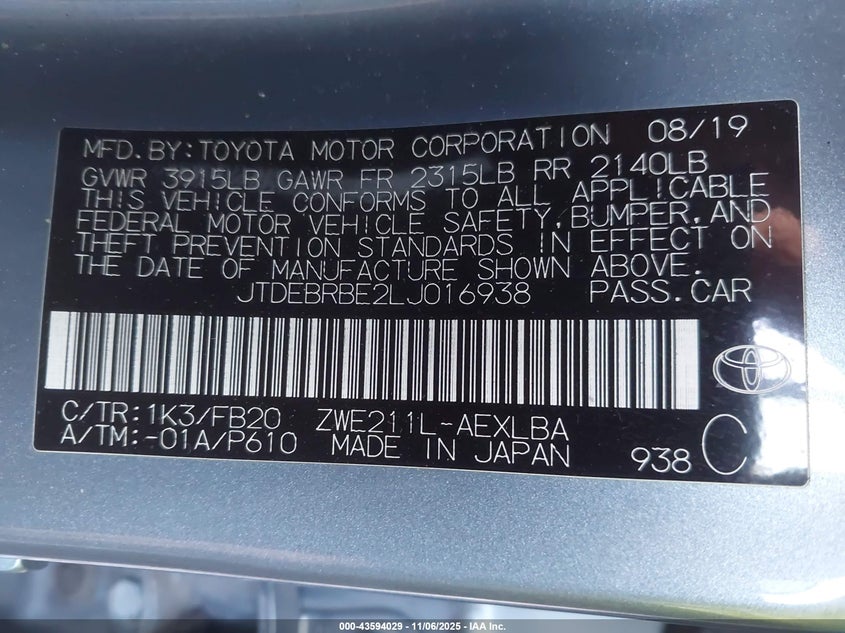 MFD.BY:TOYOTA MOTOR CORPORATION 08/19
GVWR 3915LB GAWR FR 2315LB RR 2140LB
THIS VEHICLE CONFORMS TO ALL APPLICABLE
FEDERAL MOTOR VEHICLE SAFETY,BUMPER,AND
THEFT PREVENTION STANDARDS IN EFFECT ON
THE DATE OF MANUFACTURE SHOWN ABOVE.
JTDEBRBE2LJ016938 PASS.CAR
C/TR:1K3/FB20 ZWE211L-AEXLBA
A/TM:-01A/P610 MADE IN JAPAN 938 C
000-43594029 - 11/06/2025 - IAA Inc.